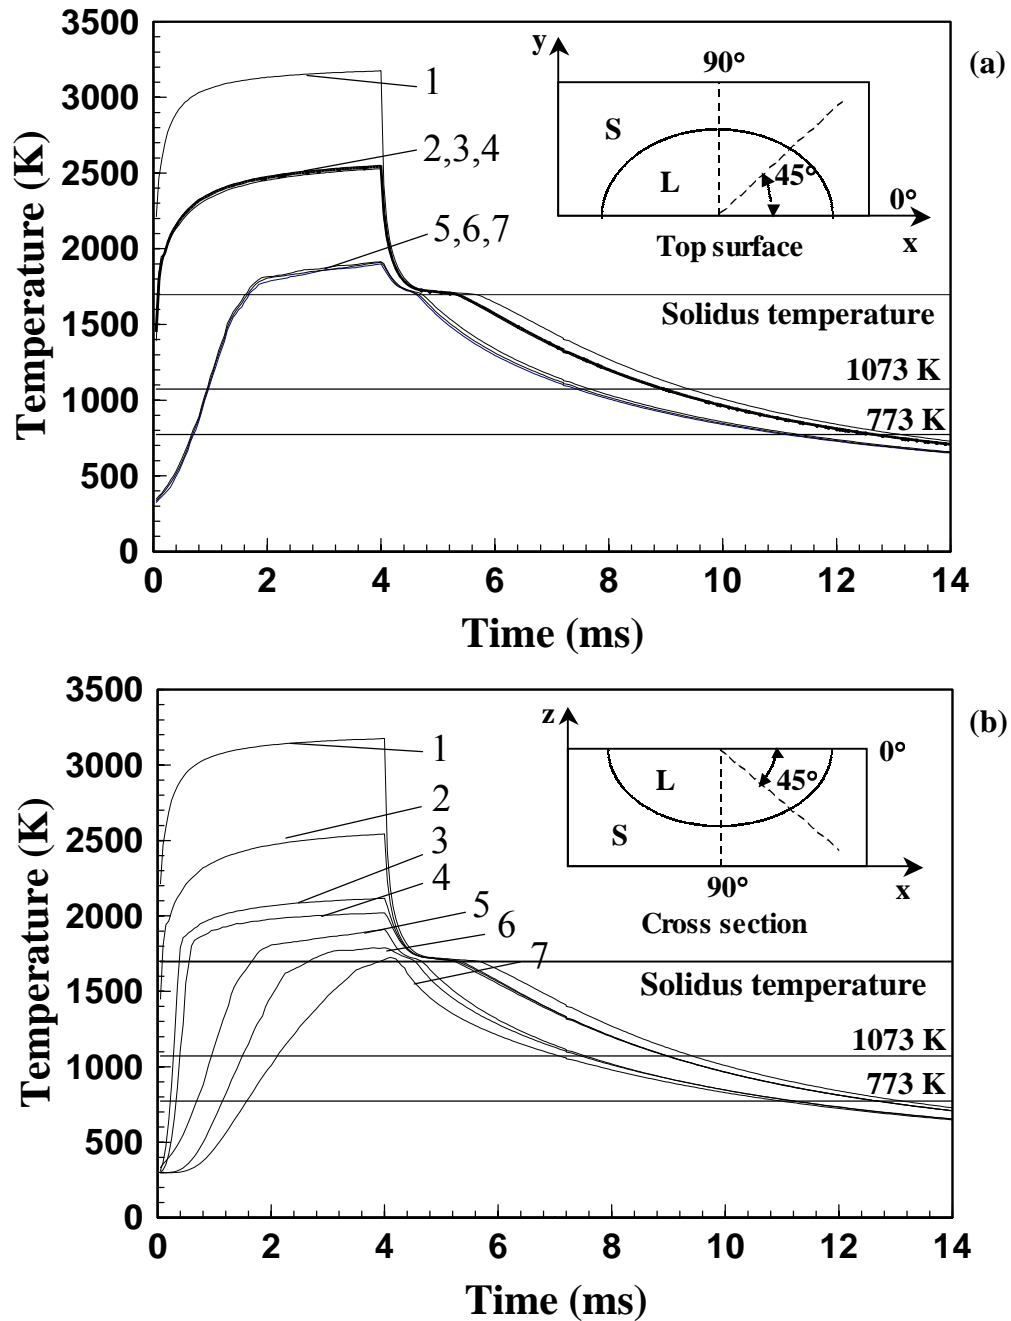 3500
3000
2500
2000
1500
1000
500
0
Temperature (K)
1
2,3,4
5,6,7
y
90°
(a)
S
L
45°
0°
x
Top surface
Solidus temperature
1073 K
773 K
0 2 4 6 8 10 12 14
Time (ms)
3500
3000
2500
2000
1500
1000
500
0
Temperature (K)
1
2
3
4
5
6
7
z
(b)
0°
L
45°
S
90°
x
Cross section
Solidus temperature
1073 K
773 K
0 2 4 6 8 10 12 14
Time (ms)